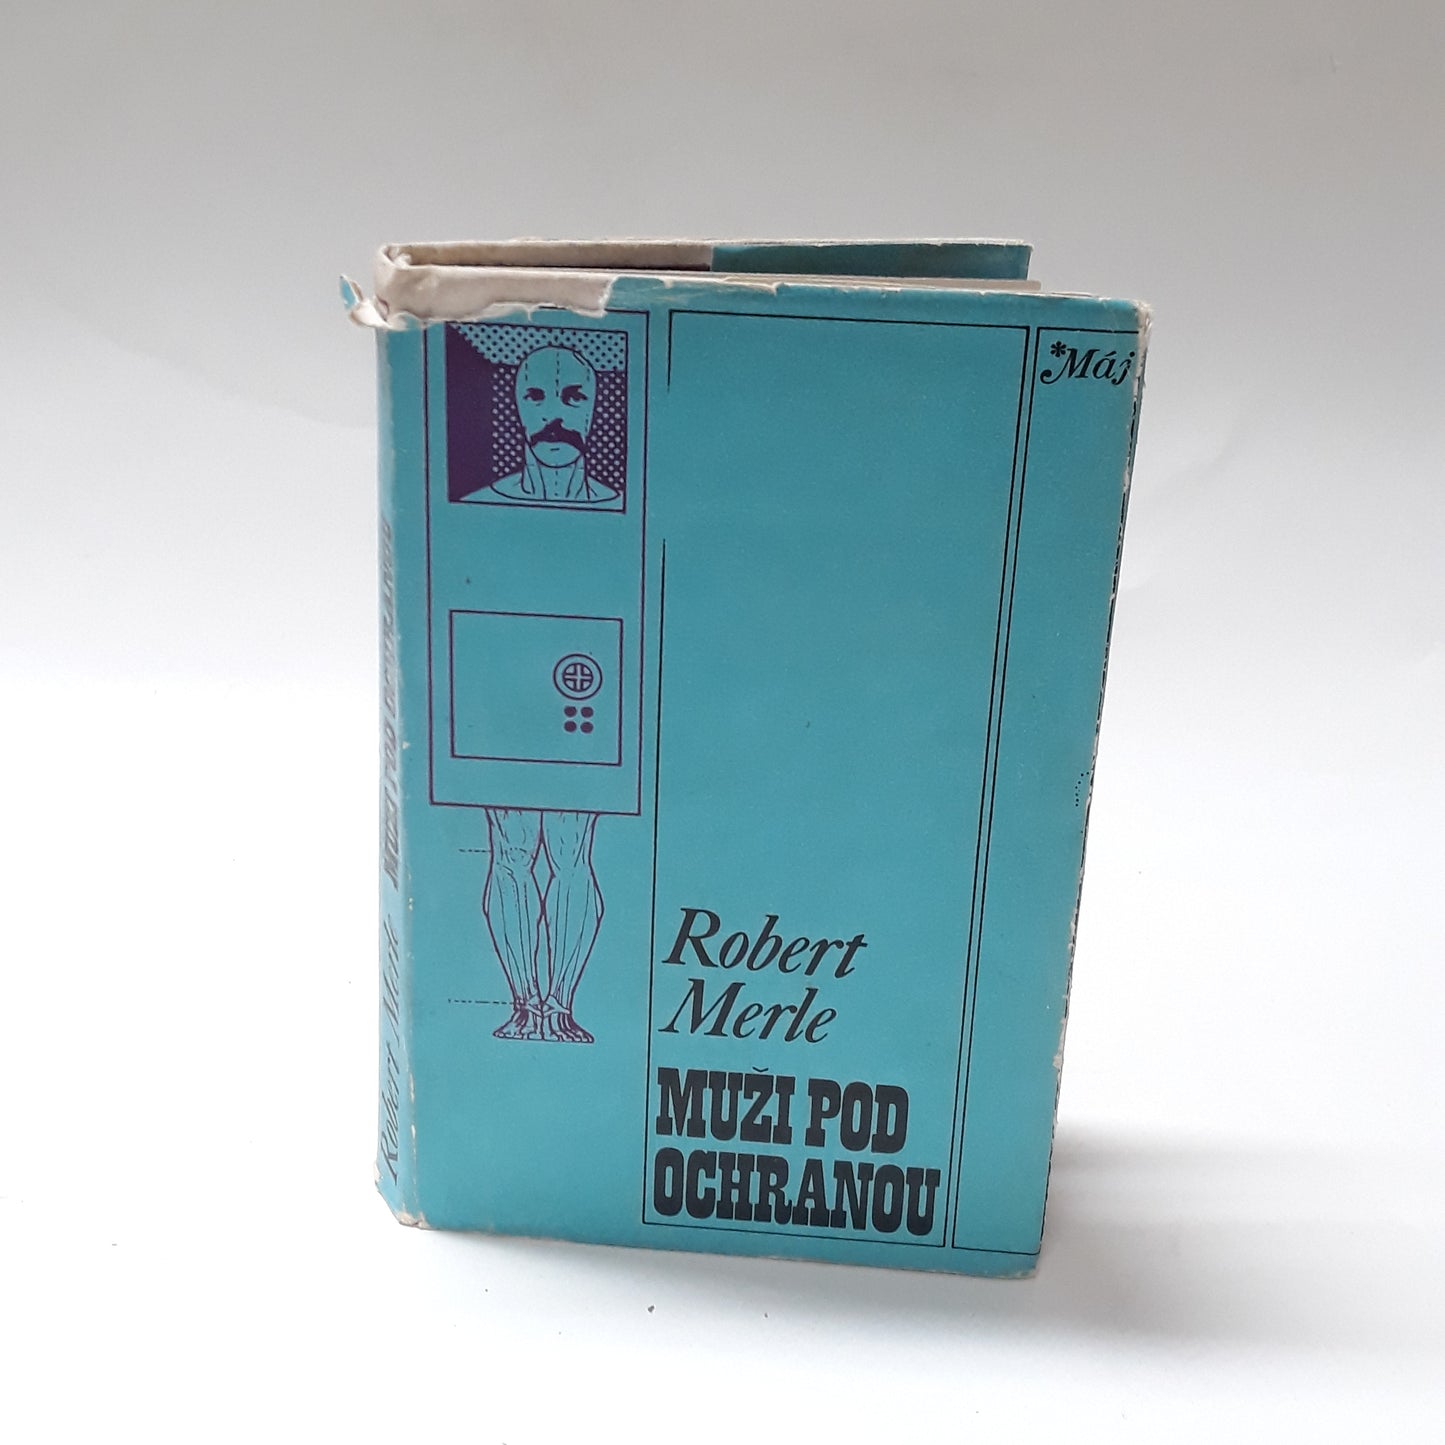 *Máj
Robert
Merle
MUŽI POD
OCHRANOU
Robert Merle MUŽI POD OCHRANOU